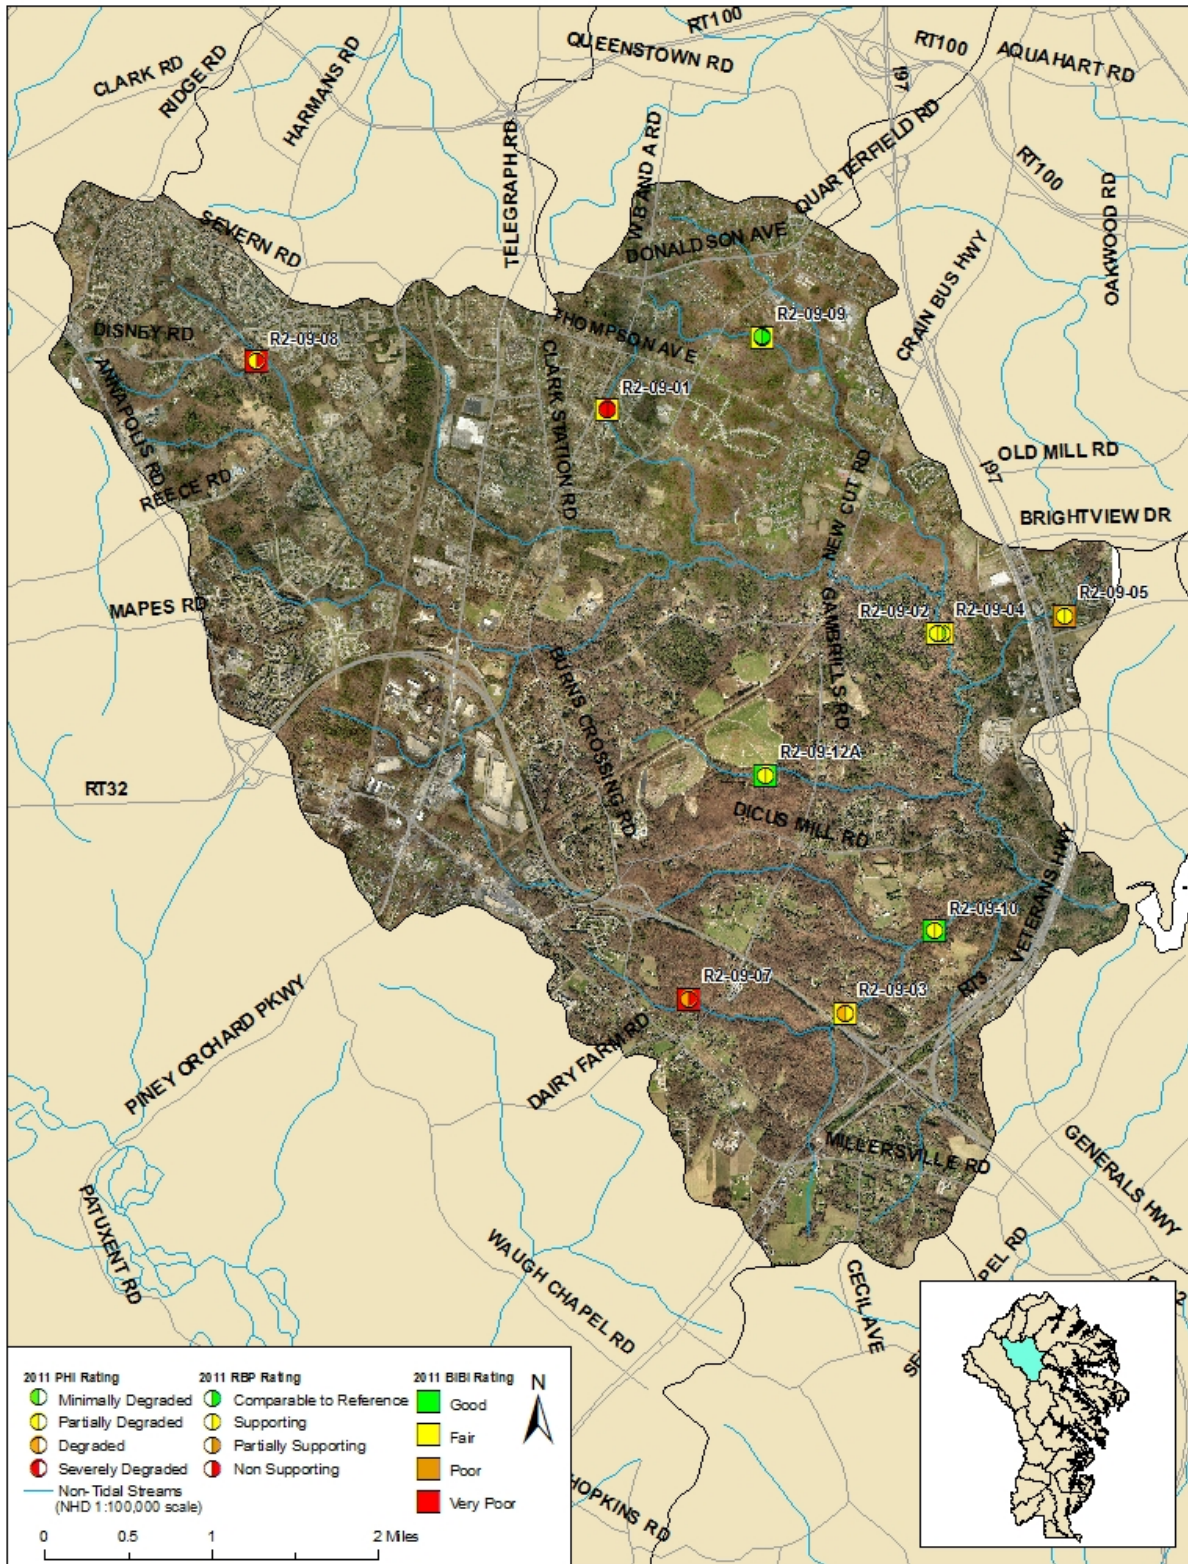 RT100
QUEENSTOWN RD
RT100
AQUAHART RD
CLARK RD
RIDGE RD
HARMANS RD
I97
TELEGRAPH RD
W B AND A RD
QUARTERFIELD RD
RT100
OAKWOOD RD
SEVERN RD
DONALDSON AVE
CRAIN BUS HWY
DISNEY RD
R2-09-08
THOMPSON AVE
R2-09-09
ANNAPOLIS RD
CLARK STATION RD
R2-09-01
REECE RD
NEW CUT RD
I97
OLD MILL RD
BRIGHTVIEW DR
MAPES RD
R2-09-02
R2-09-04
R2-09-05
GAMBRILLS RD
BURNS CROSSING RD
R2-09-12A
RT32
DICUS MILL RD
VETERANS HWY
R2-09-10
R2-09-07
R2-09-03
RT3
PINEY ORCHARD PKWY
DAIRY FARM RD
MILLERSVILLE RD
GENERALS HWY
PATUXENT RD
WAUGH CHAPEL RD
CECIL AVE
PEL RD
HOPKINS RD
2011 PHI Rating
Minimally Degraded
Partially Degraded
Degraded
Severely Degraded
Non-Tidal Streams
(NHD 1:100,000 scale)
2011 RBP Rating
Comparable to Reference
Supporting
Partially Supporting
Non Supporting
2011 BIBI Rating
Good
Fair
Poor
Very Poor
N
0 0.5 1 2 Miles